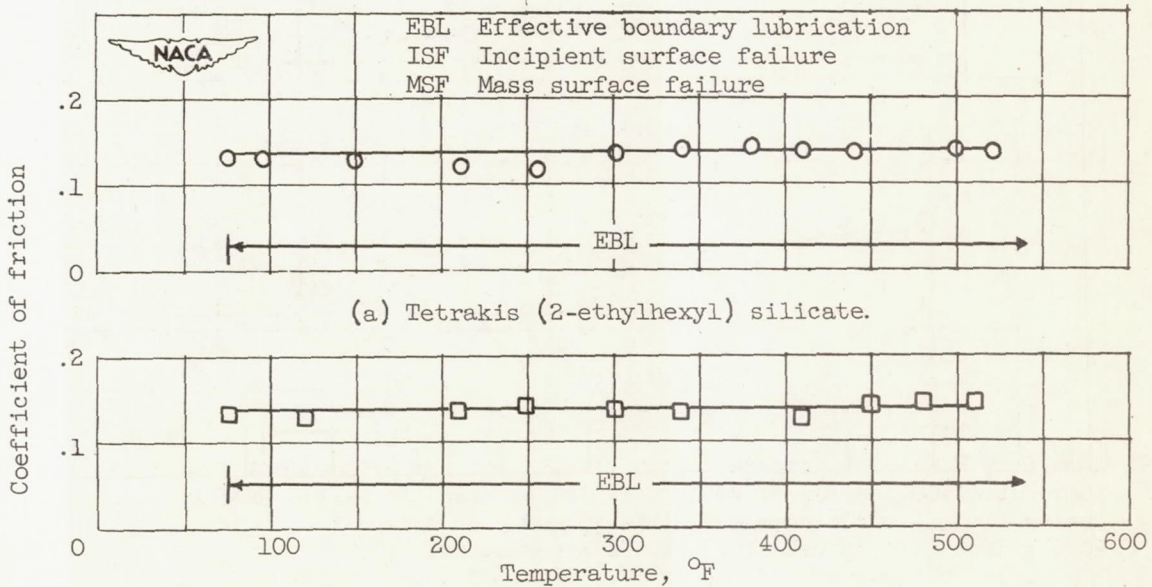 NACA
EBL Effective boundary lubrication
ISF Incipient surface failure
MSF Mass surface failure
Coefficient of friction
.2
.1
0
EBL
(a) Tetrakis (2-ethylhexyl) silicate.
.2
.1
EBL
0 100 200 300 400 500 600
Temperature, °F